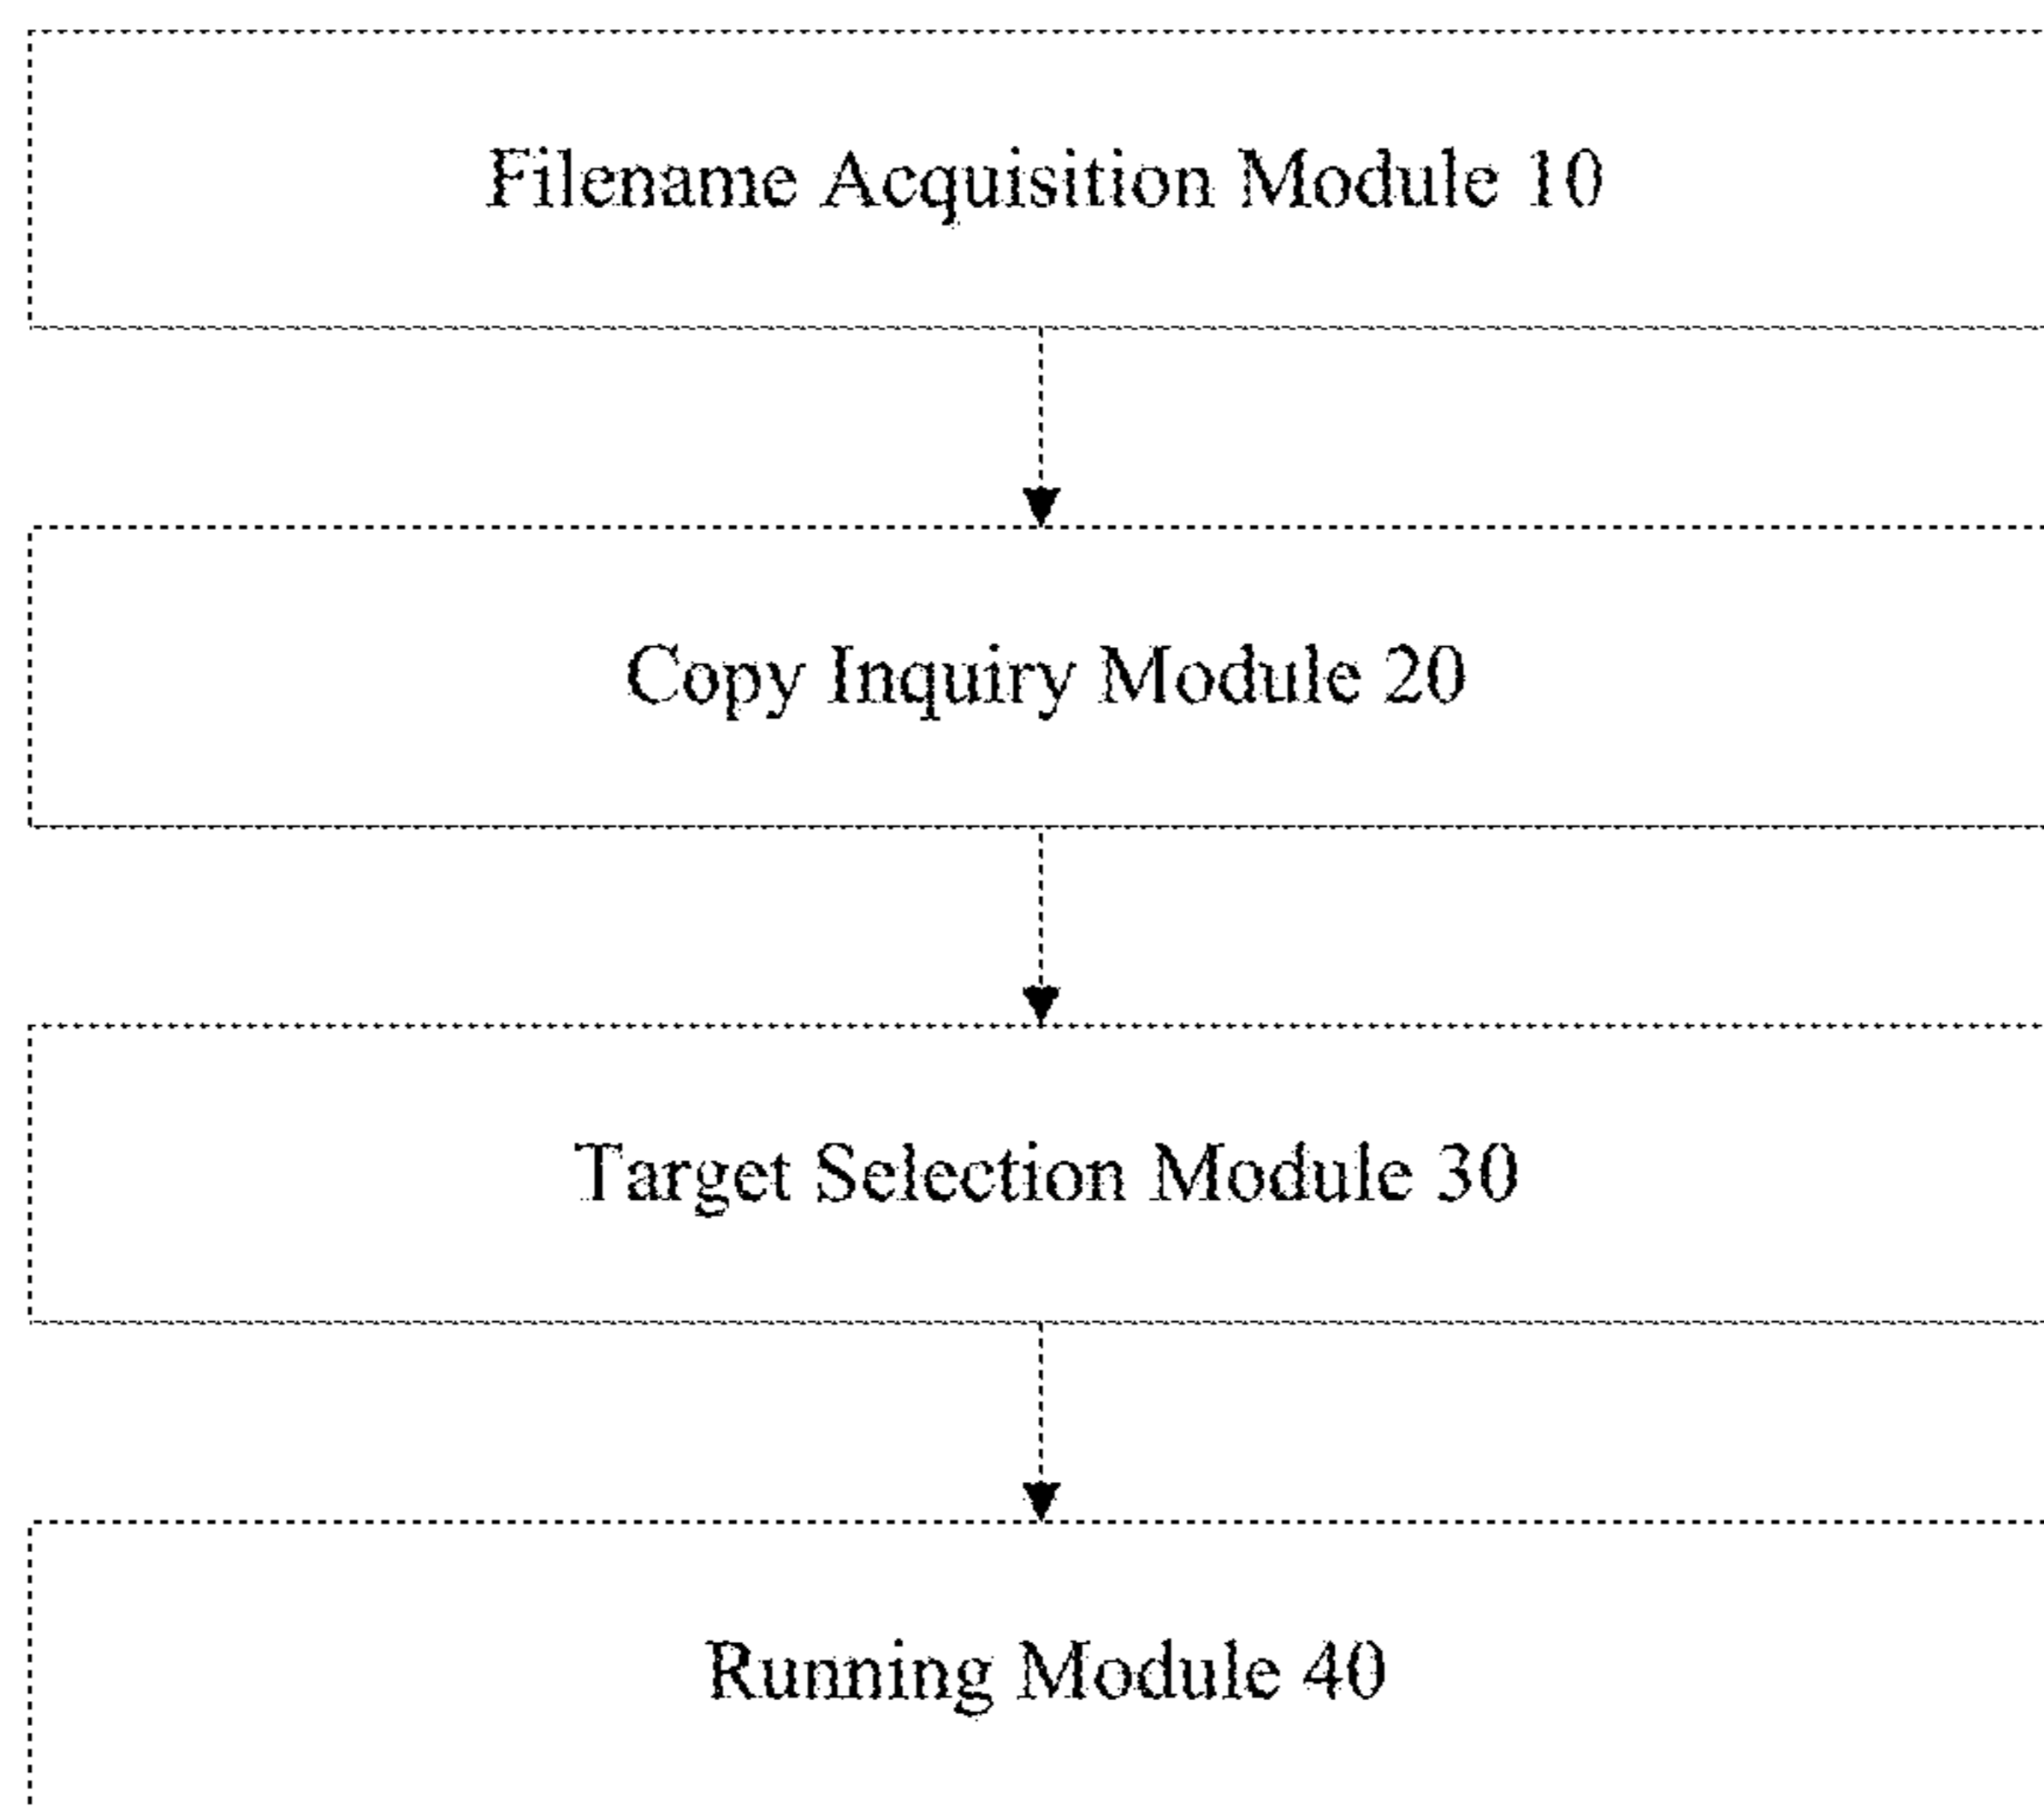 Filename Acquisition Module 10
Copy Inquiry Module 20
Target Selection Module 30
Running Module 40